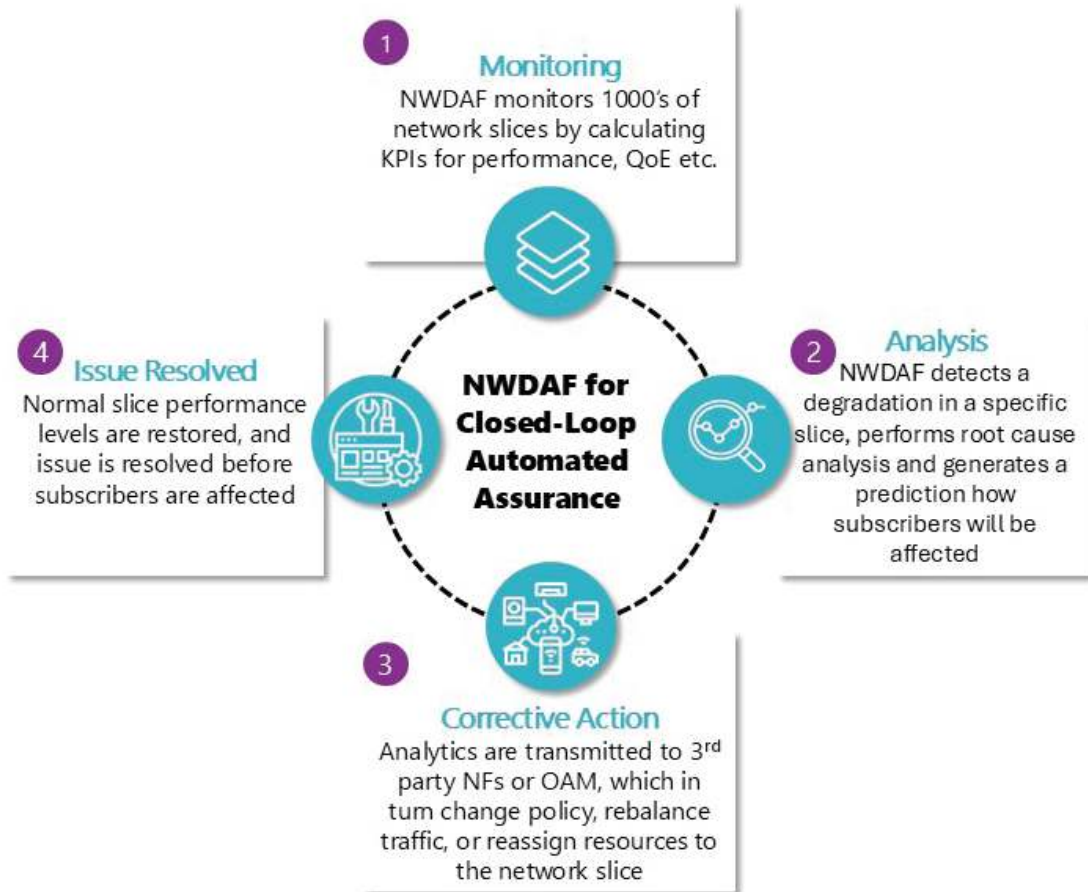 1
Monitoring
NWDAF monitors 1000's of
network slices by calculating
KPIs for performance, QoE etc.
2
Analysis
NWDAF detects a
degradation in a specific
slice, performs root cause
analysis and generates a
prediction how
subscribers will be
affected
NWDAF for
Closed-Loop
Automated
Assurance
3
Corrective Action
Analytics are transmitted to 3rd
party NFs or OAM, which in
turn change policy, rebalance
traffic, or reassign resources to
the network slice
4
Issue Resolved
Normal slice performance
levels are restored, and
issue is resolved before
subscribers are affected